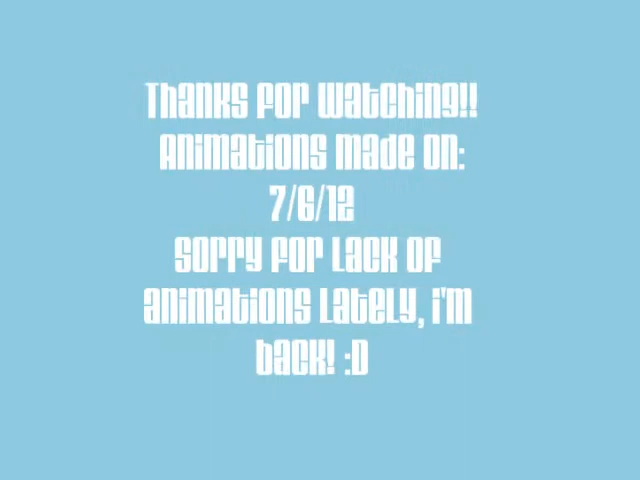 Thanks for watching!!
Animations made on:
7/6/12
Sorry for lack of
animations lately, i'm
back! :D